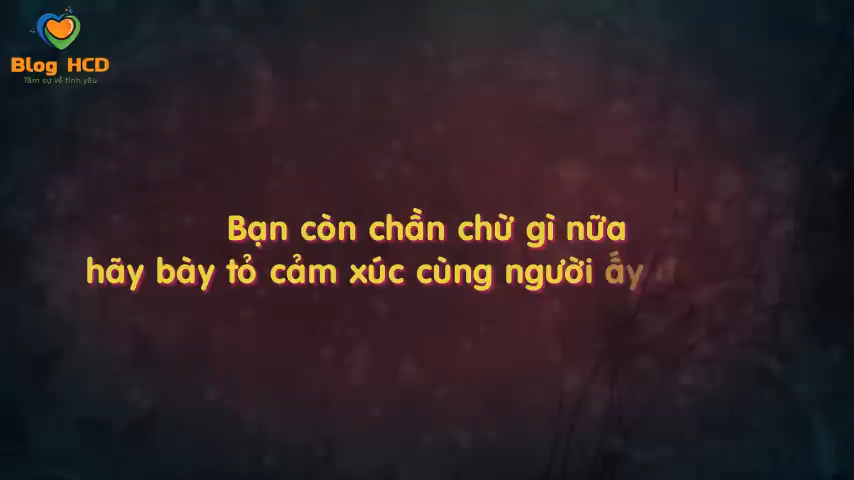 Blog HCD
Tâm sự về tình yêu
Bạn còn chần chừ gì nữa
hãy bày tỏ cảm xúc cùng người ấy